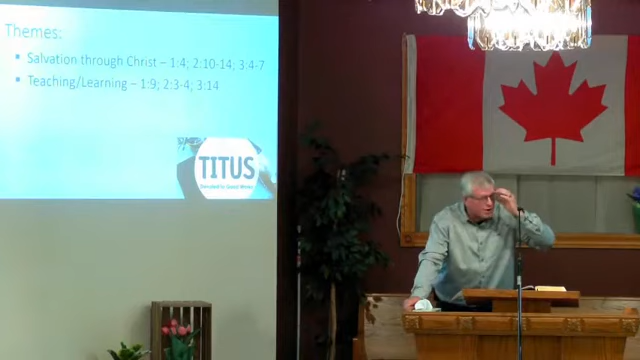 Themes:
▪ Salvation through Christ – 1:4; 2:10-14; 3:4-7
▪ Teaching/Learning – 1:9; 2:3-4; 3:14
TITUS